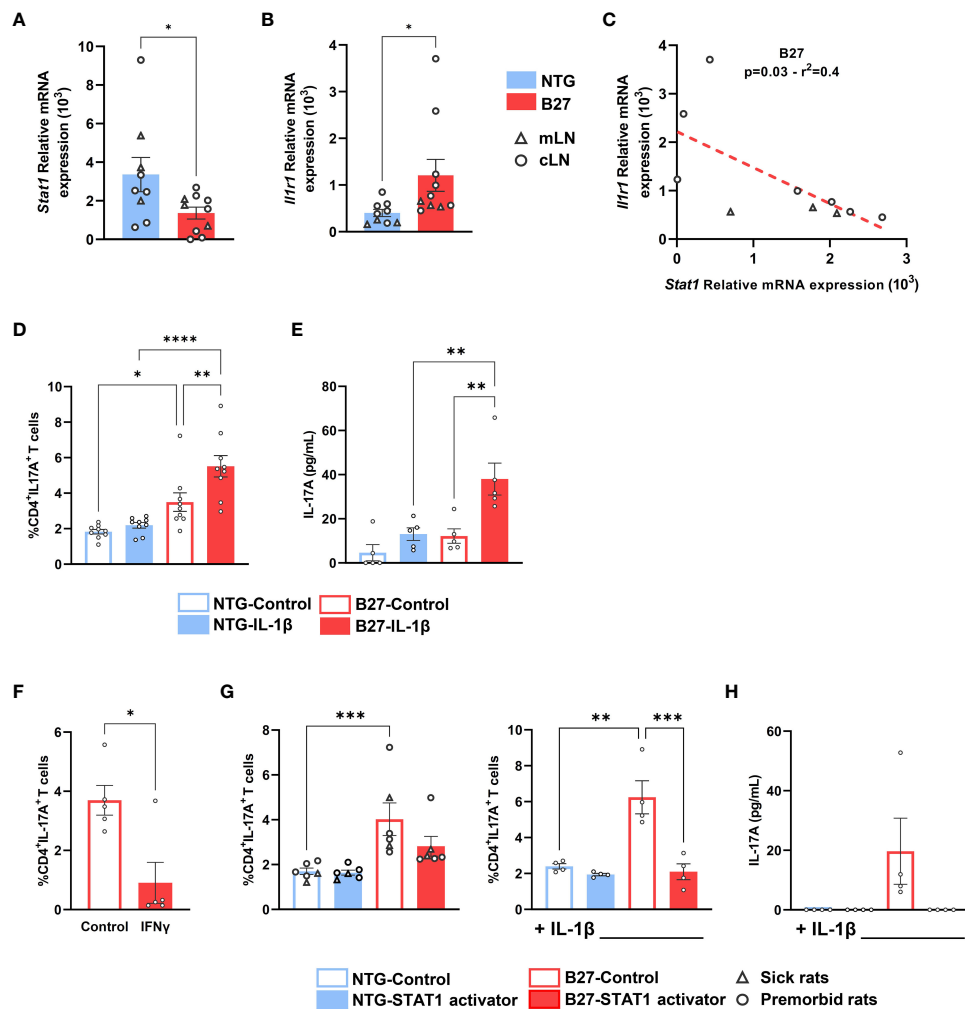 A
Stat1 Relative mRNA
expression (10³)
10
8
6
4
2
0
*
B
Il1r1 Relative mRNA
expression (10³)
4
3
2
1
0
*
NTG
B27
mLN
cLN
C
B27
p=0.03 - r²=0.4
Il1r1 Relative mRNA
expression (10³)
4
3
2
1
0
0
1
2
3
Stat1 Relative mRNA expression (10³)
D
%CD4⁺IL17A⁺ T cells
10
8
6
4
2
0
****
*
**
E
IL-17A (pg/mL)
80
60
40
20
0
**
**
NTG-Control
B27-Control
NTG-IL-1β
B27-IL-1β
F
%CD4⁺IL-17A⁺ T cells
6
4
2
0
*
Control
IFNγ
G
%CD4⁺IL-17A⁺ T cells
8
6
4
2
0
***
%CD4⁺IL17A⁺ T cells
10
8
6
4
2
0
**
***
+ IL-1β
H
IL-17A (pg/mL)
60
40
20
0
+ IL-1β
NTG-Control
B27-Control
Sick rats
NTG-STAT1 activator
B27-STAT1 activator
Premorbid rats